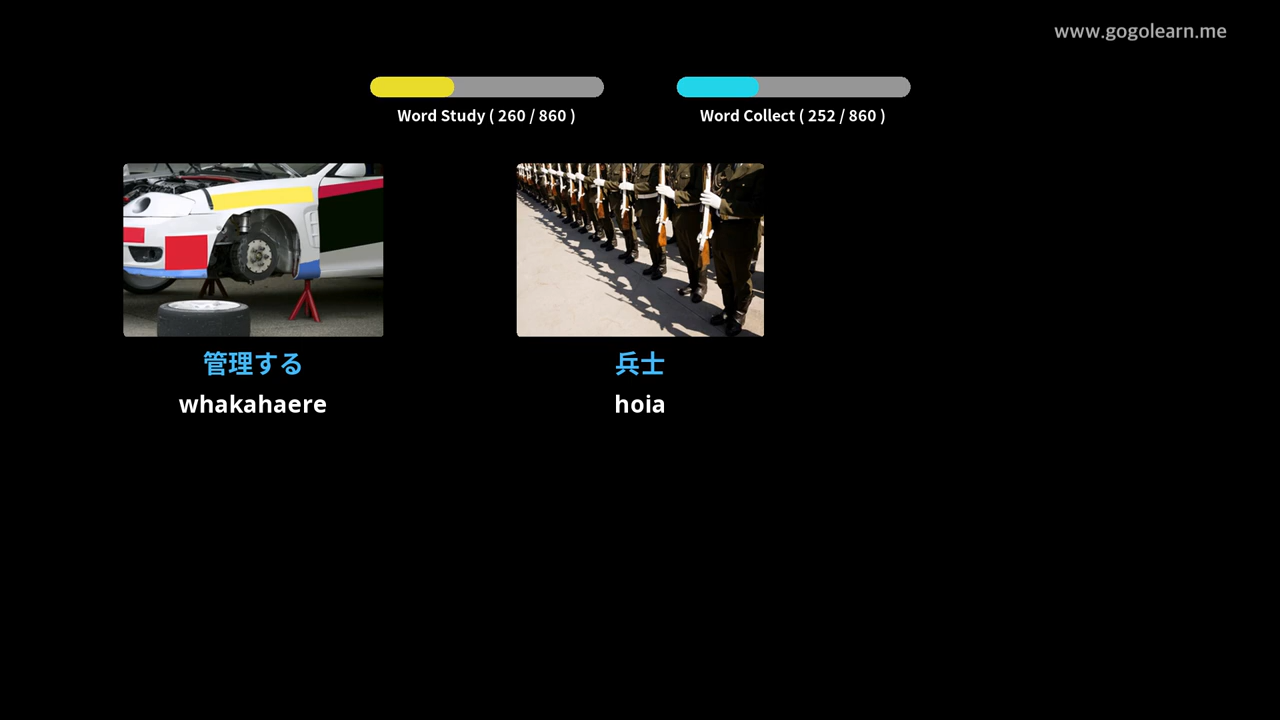 www.gogolearn.me
Word Study ( 260 / 860 )
Word Collect ( 252 / 860 )
管理する
whakahaere
兵士
hoia